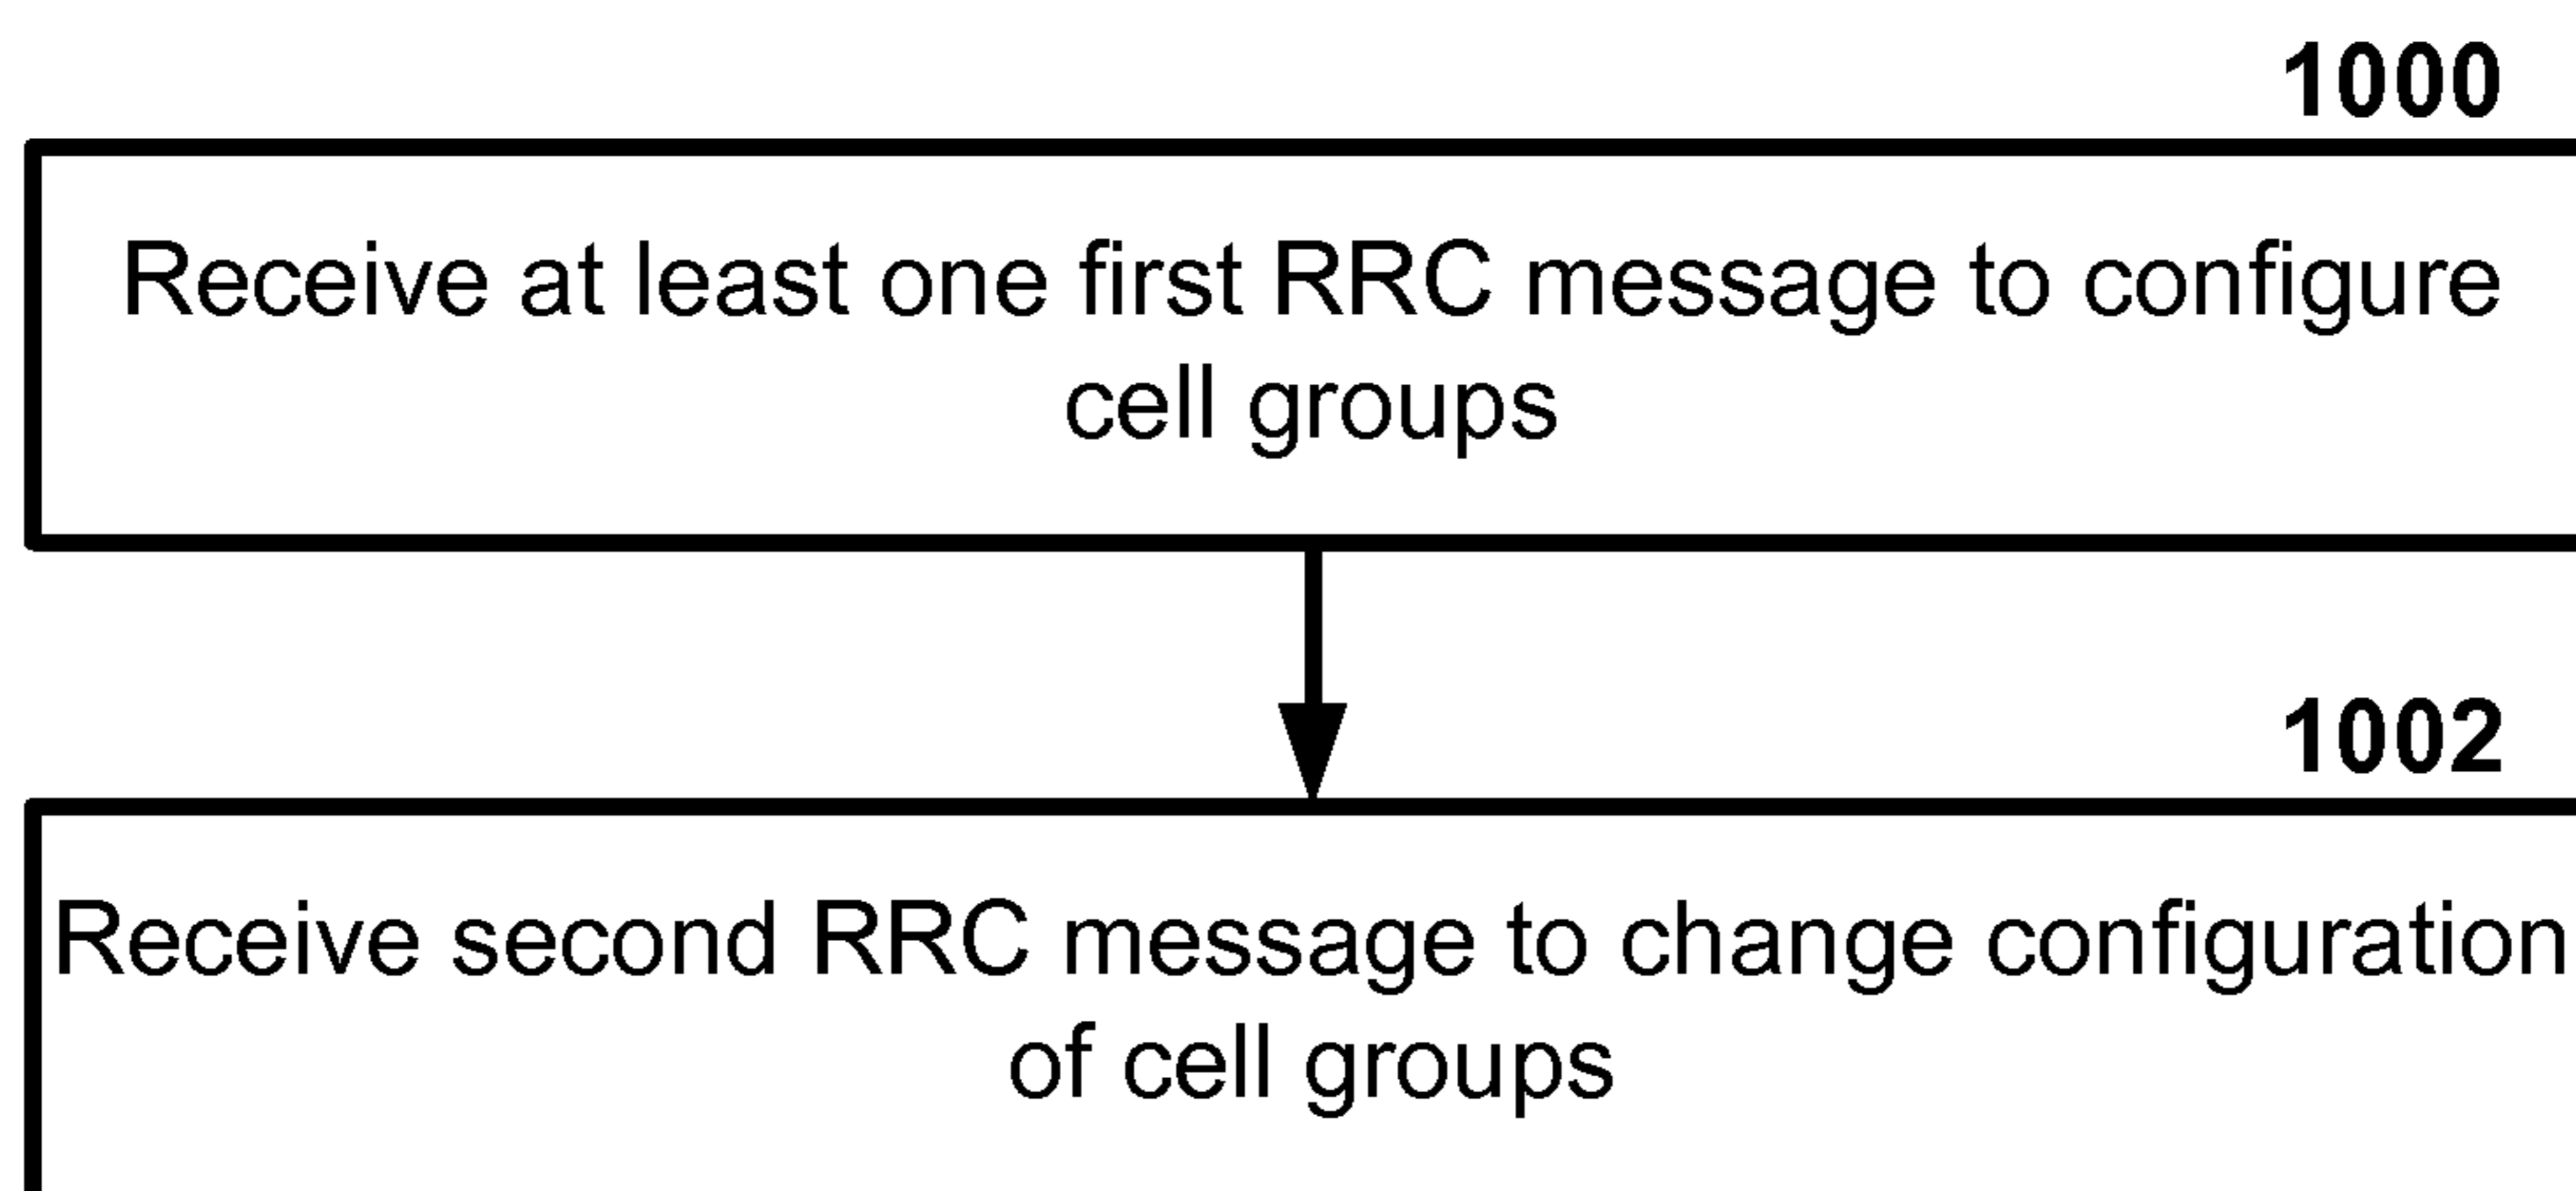 1000
Receive at least one first RRC message to configure
cell groups
1002
Receive second RRC message to change configuration
of cell groups